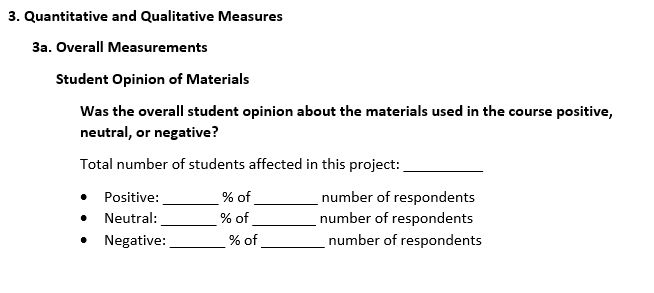 3. Quantitative and Qualitative Measures
3a. Overall Measurements
Student Opinion of Materials
Was the overall student opinion about the materials used in the course positive,
neutral, or negative?
Total number of students affected in this project: __________
• Positive: _______ % of ________ number of respondents
• Neutral: _______ % of ________ number of respondents
• Negative: _______ % of ________ number of respondents